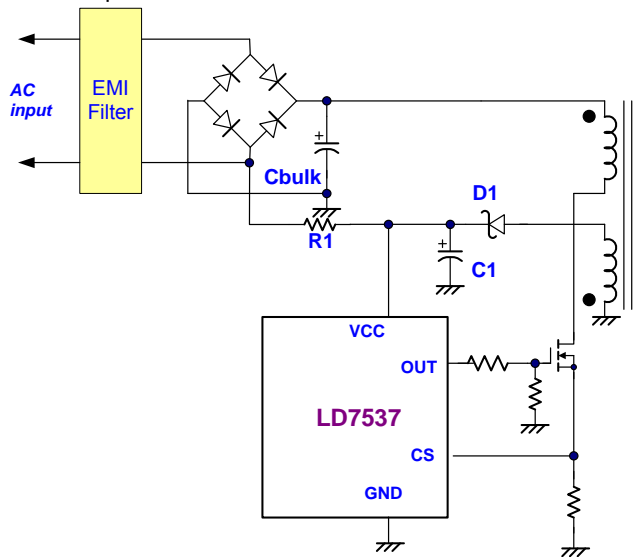 AC
input
EMI
Filter
+
Cbulk
D1
R1
+
C1
VCC
OUT
LD7537
CS
GND